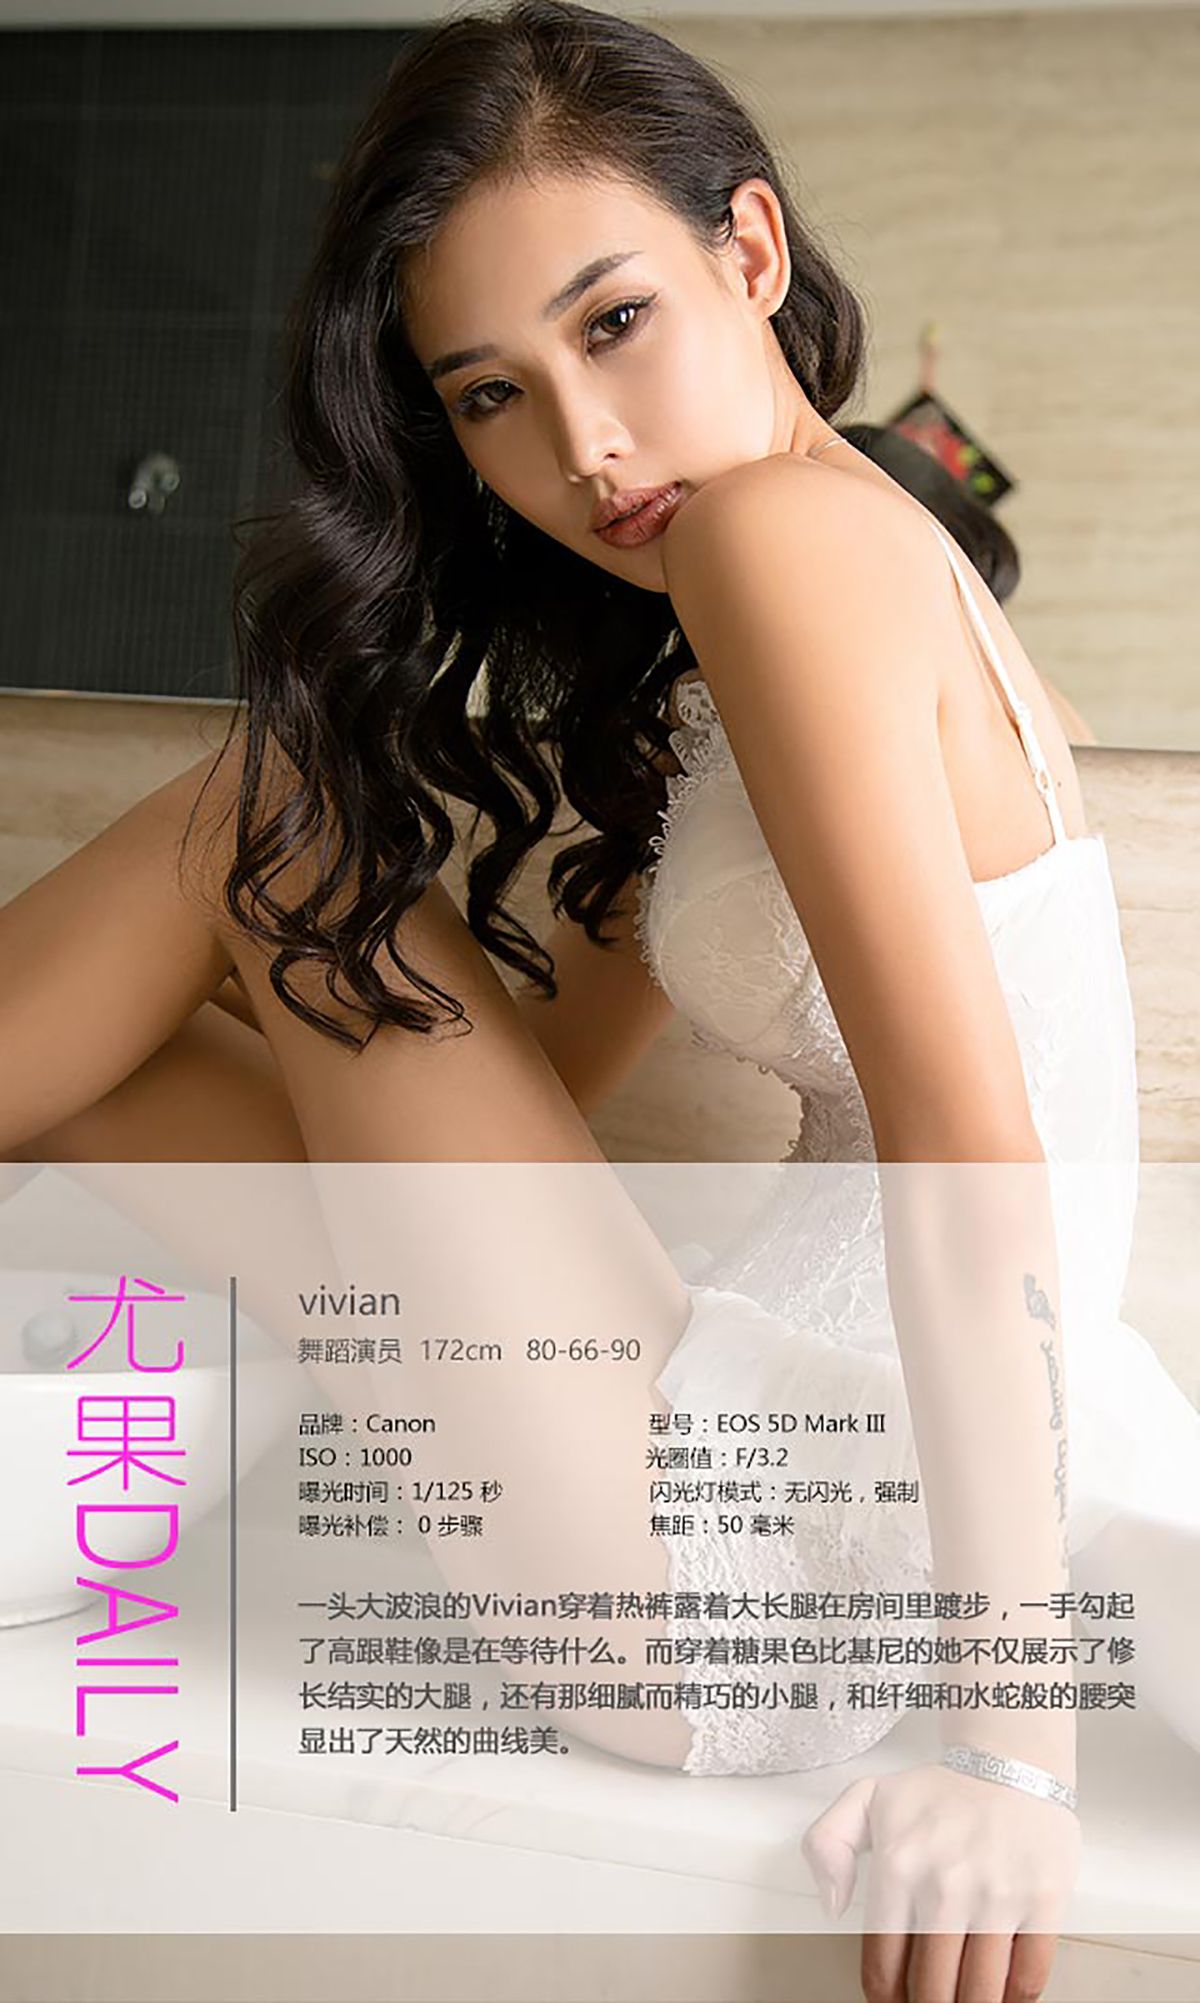 尤果DAILY
vivian
舞蹈演员 172cm 80-66-90
品牌：Canon 型号：EOS 5D Mark III
ISO：1000 光圈值：F/3.2
曝光时间：1/125 秒 闪光灯模式：无闪光，强制
曝光补偿： 0 步骤 焦距：50 毫米
一头大波浪的Vivian穿着热裤露着大长腿在房间里踱步，一手勾起
了高跟鞋像是在等待什么。而穿着糖果色比基尼的她不仅展示了修
长结实的大腿，还有那细腻而精巧的小腿，和纤细和水蛇般的腰突
显出了天然的曲线美。